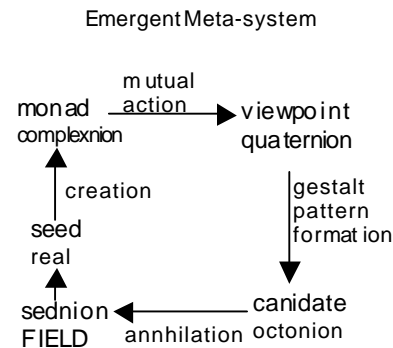 Emergent Meta-system
mutual
action
monad
complexnion
viewpoint
quaternion
creation
gestalt
pattern
formation
seed
real
sednion
FIELD
annhilation
canidate
octonion